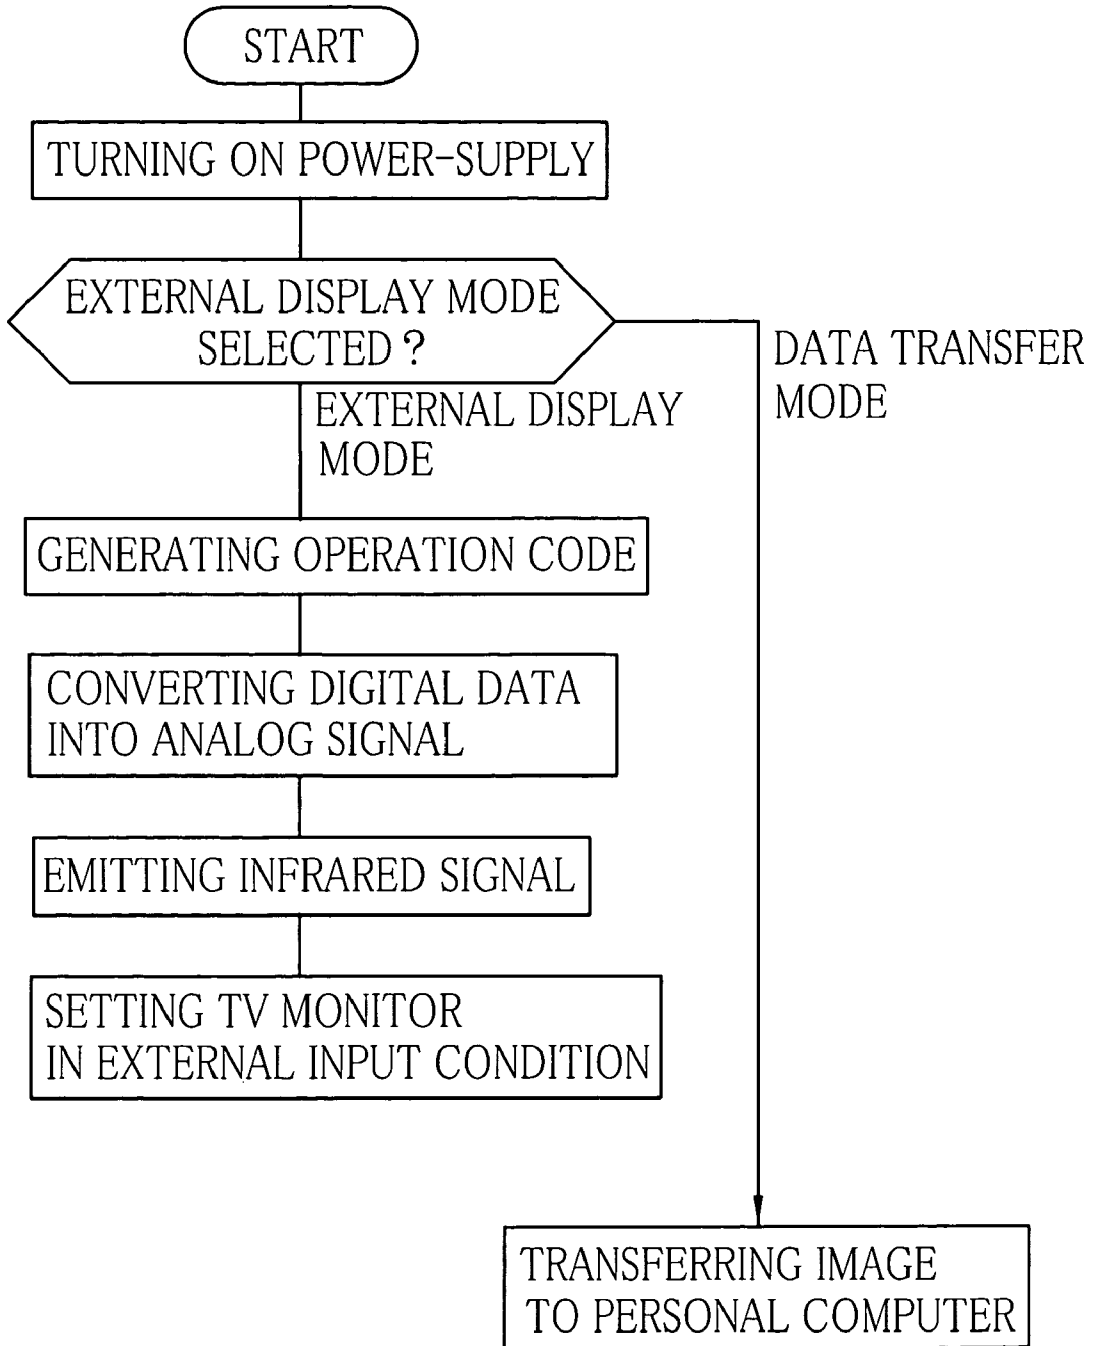 START
TURNING ON POWER-SUPPLY
EXTERNAL DISPLAY MODE
SELECTED ?
DATA TRANSFER
MODE
EXTERNAL DISPLAY
MODE
GENERATING OPERATION CODE
CONVERTING DIGITAL DATA
INTO ANALOG SIGNAL
EMITTING INFRARED SIGNAL
SETTING TV MONITOR
IN EXTERNAL INPUT CONDITION
TRANSFERRING IMAGE
TO PERSONAL COMPUTER